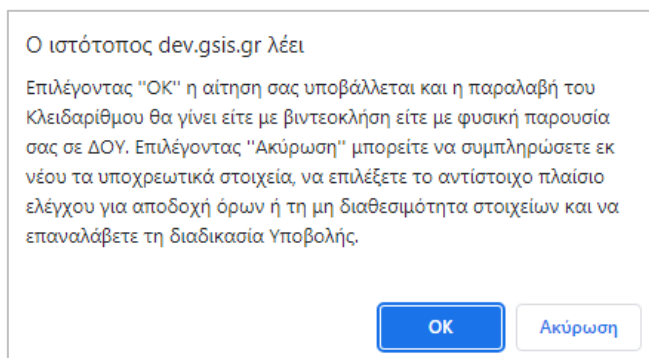 Ο ιστότοπος dev.gsis.gr λέει
Επιλέγοντας "ΟΚ" η αίτηση σας υποβάλλεται και η παραλαβή του
Κλειδαρίθμου θα γίνει είτε με βιντεοκλήση είτε με φυσική παρουσία
σας σε ΔΟΥ. Επιλέγοντας "Ακύρωση" μπορείτε να συμπληρώσετε εκ
νέου τα υποχρεωτικά στοιχεία, να επιλέξετε το αντίστοιχο πλαίσιο
ελέγχου για αποδοχή όρων ή τη μη διαθεσιμότητα στοιχείων και να
επαναλάβετε τη διαδικασία Υποβολής.
ΟΚ Ακύρωση